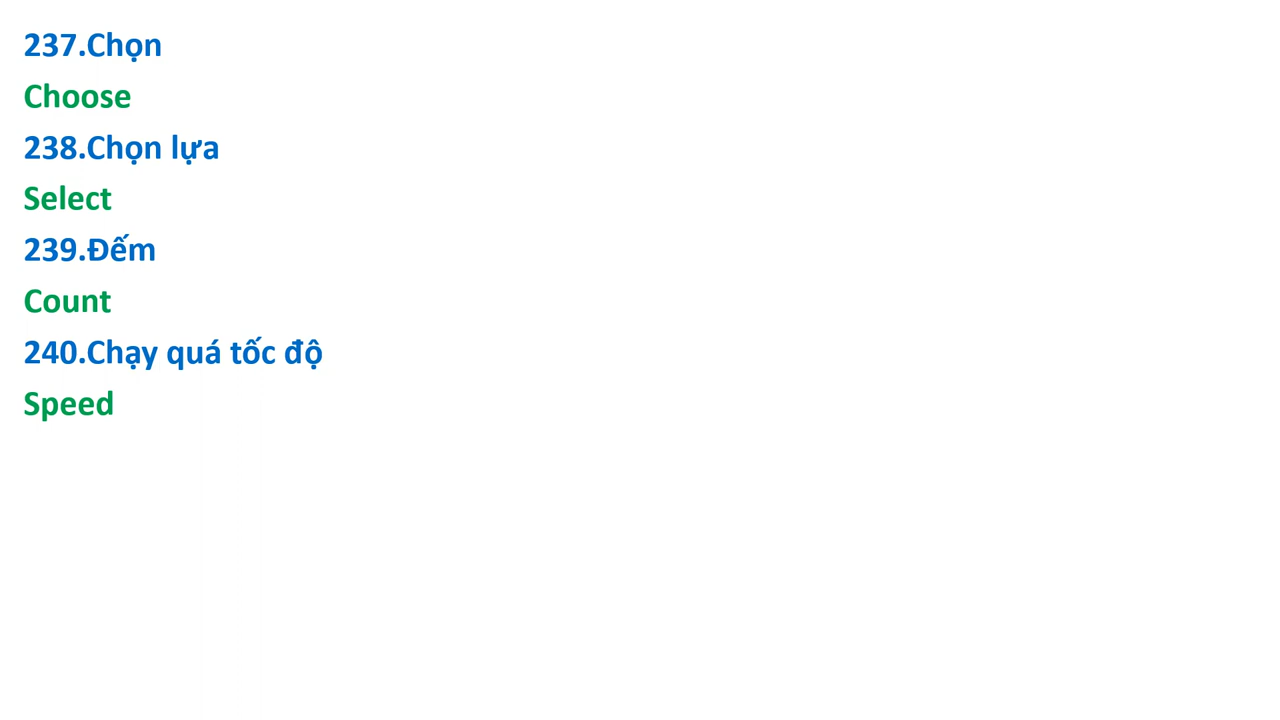 237.Chọn
Choose
238.Chọn lựa
Select
239.Đếm
Count
240.Chạy quá tốc độ
Speed